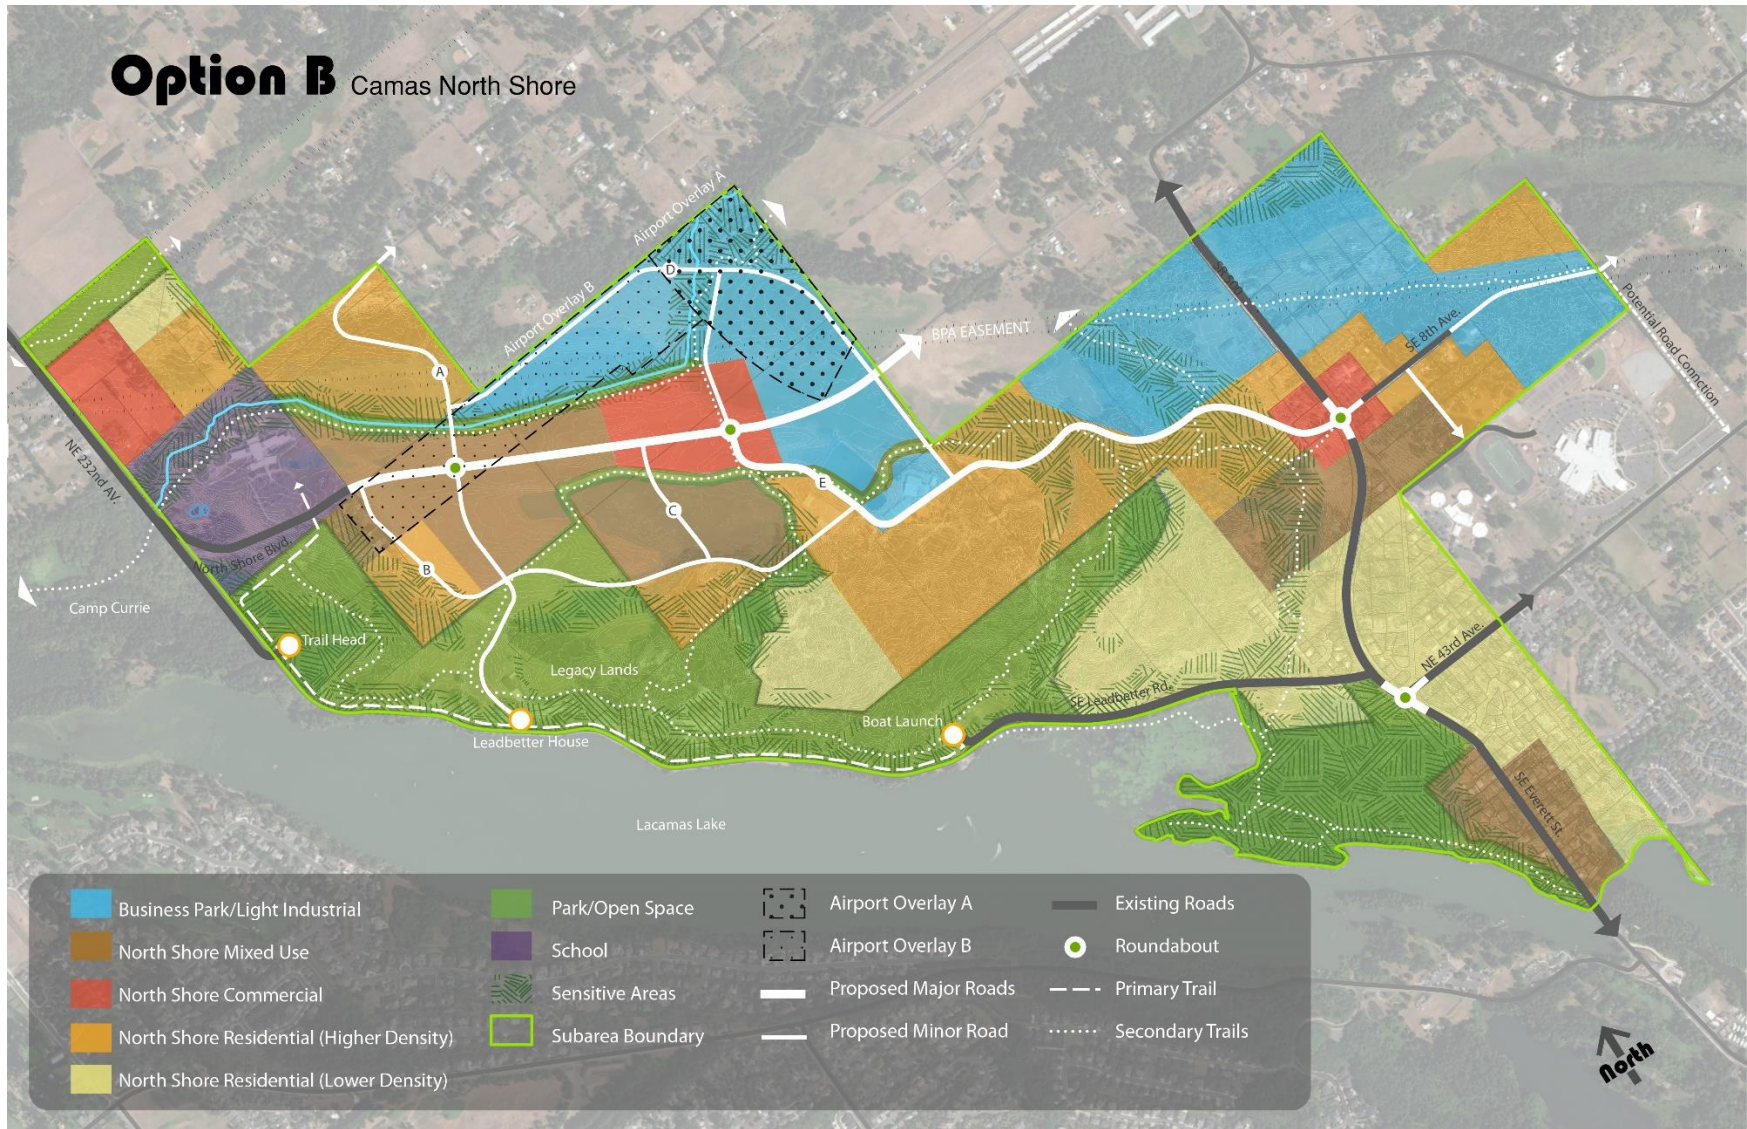 Option B Camas North Shore
Airport Overlay A
D
Airport Overlay B
BPA EASEMENT
SE 8th Ave.
Potential Road Connction
A
NE 232nd AV.
E
C
North Shore Blvd.
B
Camp Currie
Trail Head
Legacy Lands
NE 43rd Ave.
SE Leadbetter Rd.
Boat Launch
Leadbetter House
SE Everett St.
Lacamas Lake
Business Park/Light Industrial
North Shore Mixed Use
North Shore Commercial
North Shore Residential (Higher Density)
North Shore Residential (Lower Density)
Park/Open Space
School
Sensitive Areas
Subarea Boundary
Airport Overlay A
Airport Overlay B
Proposed Major Roads
Proposed Minor Road
Existing Roads
Roundabout
Primary Trail
Secondary Trails
North